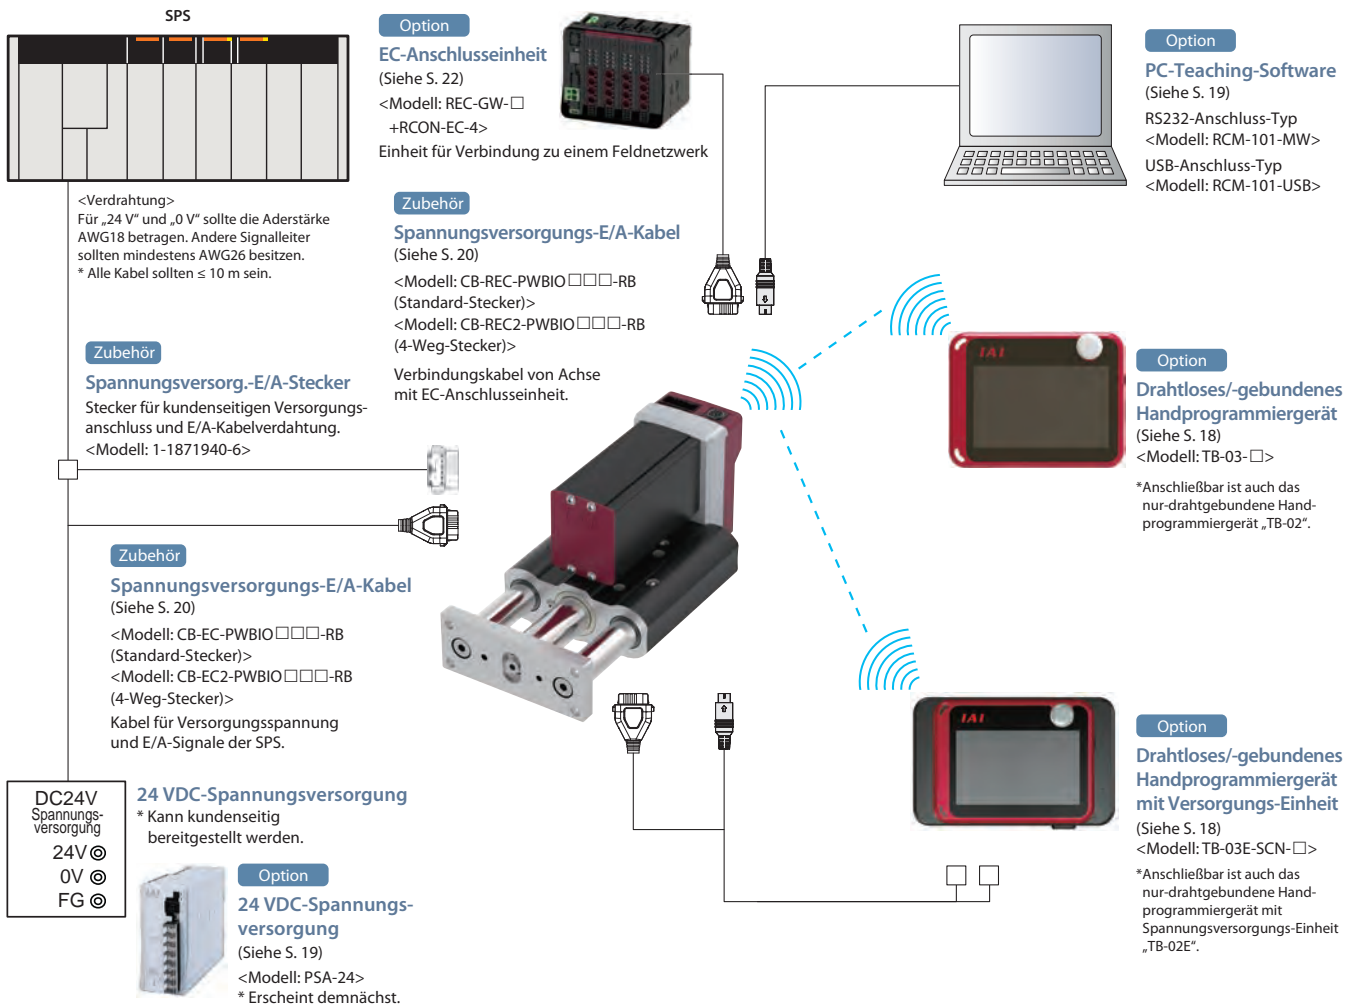 SPS
<Verdrahtung>
Für „24 V“ und „0 V“ sollte die Aderstärke
AWG18 betragen. Andere Signalleiter
sollten mindestens AWG26 besitzen.
* Alle Kabel sollten ≤ 10 m sein.
Option
EC-Anschlusseinheit
(Siehe S. 22)
<Modell: REC-GW-□
+RCON-EC-4>
Einheit für Verbindung zu einem Feldnetzwerk
Zubehör
Spannungsversorgungs-E/A-Kabel
(Siehe S. 20)
<Modell: CB-REC-PWBIO□□□-RB
(Standard-Stecker)>
<Modell: CB-REC2-PWBIO□□□-RB
(4-Weg-Stecker)>
Verbindungskabel von Achse
mit EC-Anschlusseinheit.
Option
PC-Teaching-Software
(Siehe S. 19)
RS232-Anschluss-Typ
<Modell: RCM-101-MW>
USB-Anschluss-Typ
<Modell: RCM-101-USB>
Zubehör
Spannungsversorg.-E/A-Stecker
Stecker für kundenseitigen Versorgungs-
anschluss und E/A-Kabelverdahtung.
<Modell: 1-1871940-6>
IAI
Option
Drahtloses/-gebundenes
Handprogrammiergerät
(Siehe S. 18)
<Modell: TB-03-□>
*Anschließbar ist auch das
nur-drahtgebundene Hand-
programmiergerät „TB-02“.
Zubehör
Spannungsversorgungs-E/A-Kabel
(Siehe S. 20)
<Modell: CB-EC-PWBIO□□□-RB
(Standard-Stecker)>
<Modell: CB-EC2-PWBIO□□□-RB
(4-Weg-Stecker)>
Kabel für Versorgungsspannung
und E/A-Signale der SPS.
IAI
Option
Drahtloses/-gebundenes
Handprogrammiergerät
mit Versorgungs-Einheit
(Siehe S. 18)
<Modell: TB-03E-SCN-□>
*Anschließbar ist auch das
nur-drahtgebundene Hand-
programmiergerät mit
Spannungsversorgungs-Einheit
„TB-02E“.
DC24V
Spannungs-
versorgung
24V
0V
FG
24 VDC-Spannungsversorgung
* Kann kundenseitig
bereitgestellt werden.
IAI
Option
24 VDC-Spannungs-
versorgung
(Siehe S. 19)
<Modell: PSA-24>
* Erscheint demnächst.